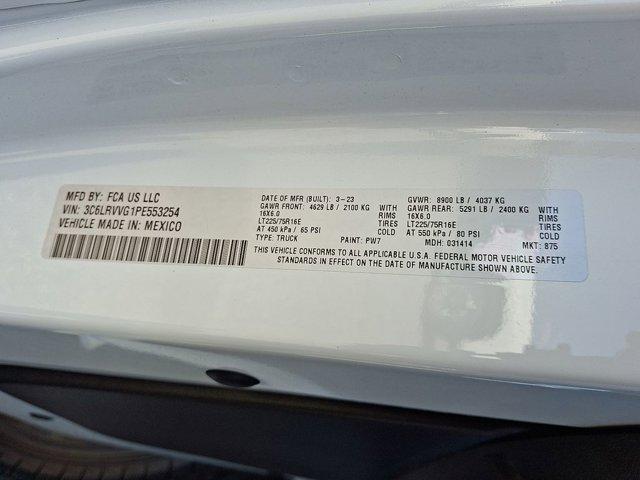 MFD BY: FCA US LLC
VIN: 3C6LRVVG1PE553254
VEHICLE MADE IN: MEXICO
DATE OF MFR (BUILT): 3-23 GVWR: 8900 LB / 4037 KG
GAWR FRONT: 4629 LB / 2100 KG WITH GAWR REAR: 5291 LB / 2400 KG WITH
16X6.0 RIMS 16X6.0 RIMS
LT225/75R16E TIRES LT225/75R16E TIRES
AT 450 kPa / 65 PSI COLD AT 550 kPa / 80 PSI COLD
TYPE: TRUCK PAINT: PW7 MDH: 031414 MKT: 875
THIS VEHICLE CONFORMS TO ALL APPLICABLE U.S.A. FEDERAL MOTOR VEHICLE SAFETY
STANDARDS IN EFFECT ON THE DATE OF MANUFACTURE SHOWN ABOVE.